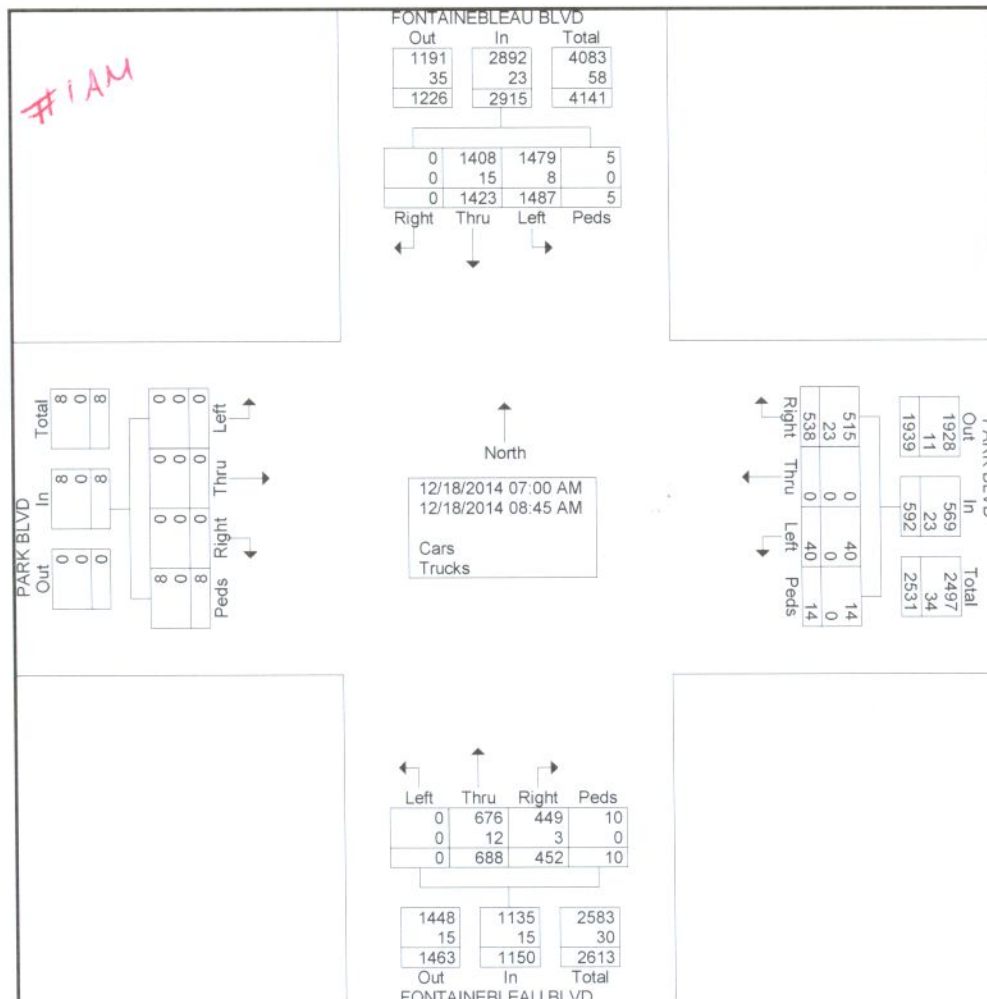 #1 AM
FONTAINEBLEAU BLVD
Out In Total
1191 2892 4083
35 23 58
1226 2915 4141
0 1408 1479 5
0 15 8 0
0 1423 1487 5
Right Thru Left Peds
PARK BLVD
Total In Out
8 8 0
0 0 0
8 8 0
Left Thru Right Peds
0 0 0 8
0 0 0 0
0 0 0 8
North
12/18/2014 07:00 AM
12/18/2014 08:45 AM
Cars
Trucks
Right Thru Left Peds
515 0 40 14
23 0 0 0
538 0 40 14
PARK BLVD
Out In Total
1928 569 2497
11 23 34
1939 592 2531
Left Thru Right Peds
0 676 449 10
0 12 3 0
0 688 452 10
1448 1135 2583
15 15 30
1463 1150 2613
Out In Total
FONTAINEBLEAU BLVD